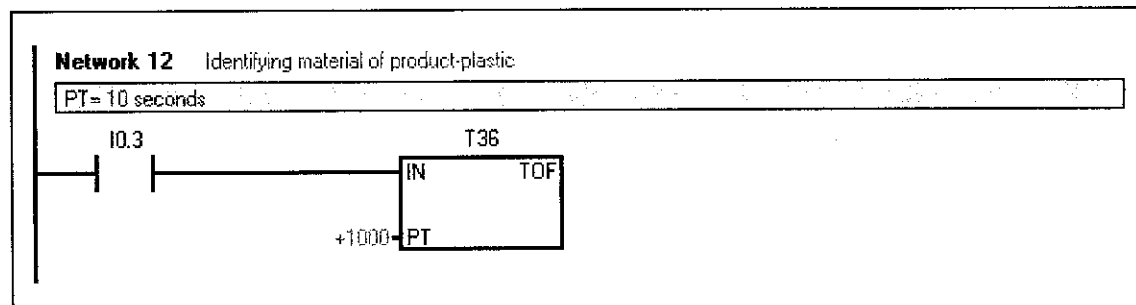 Network 12 Identifying material of product-plastic
PT= 10 seconds
I0.3 T36
IN TOF
+1000 PT